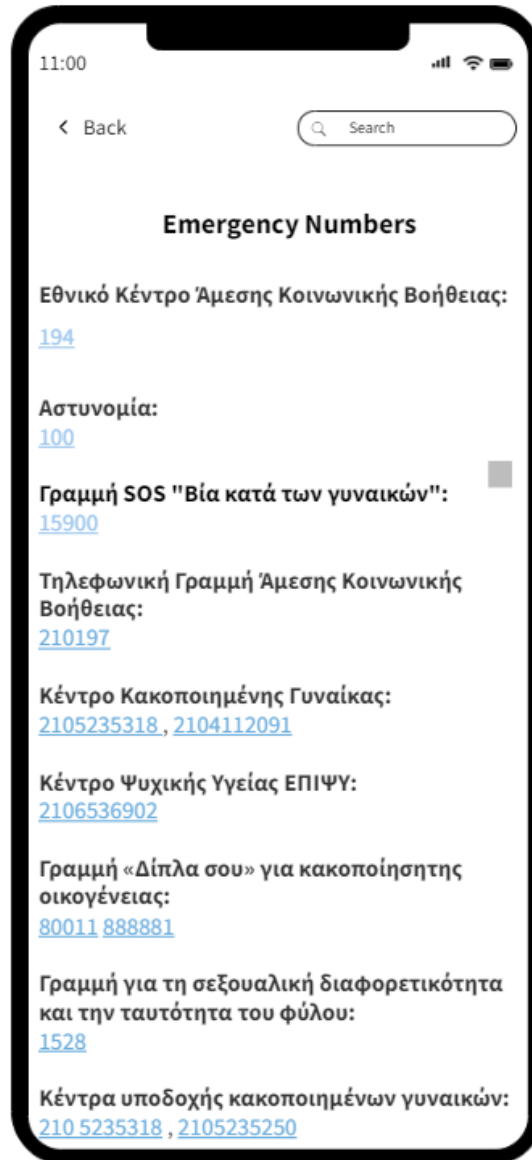 11:00
Back
Search
Emergency Numbers
Εθνικό Κέντρο Άμεσης Κοινωνικής Βοήθειας:
194
Αστυνομία:
100
Γραμμή SOS "Βία κατά των γυναικών":
15900
Τηλεφωνική Γραμμή Άμεσης Κοινωνικής
Βοήθειας:
210197
Κέντρο Κακοποιημένης Γυναίκας:
2105235318 , 2104112091
Κέντρο Ψυχικής Υγείας ΕΠΙΨΥ:
2106536902
Γραμμή «Δίπλα σου» για κακοποίησητης
οικογένειας:
80011 888881
Γραμμή για τη σεξουαλική διαφορετικότητα
και την ταυτότητα του φύλου:
1528
Κέντρα υποδοχής κακοποιημένων γυναικών:
210 5235318 , 2105235250